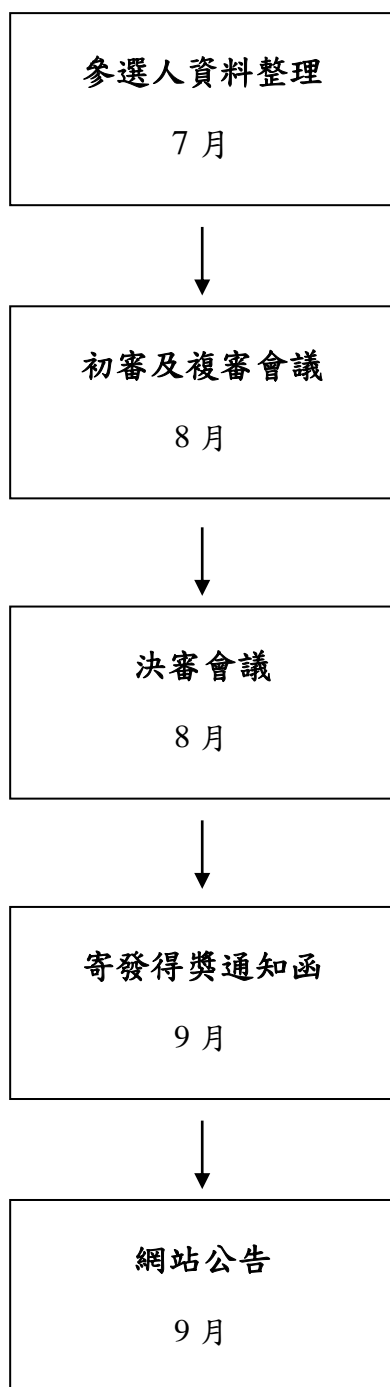 參選人資料整理
7 月
初審及複審會議
8 月
決審會議
8 月
寄發得獎通知函
9 月
網站公告
9 月